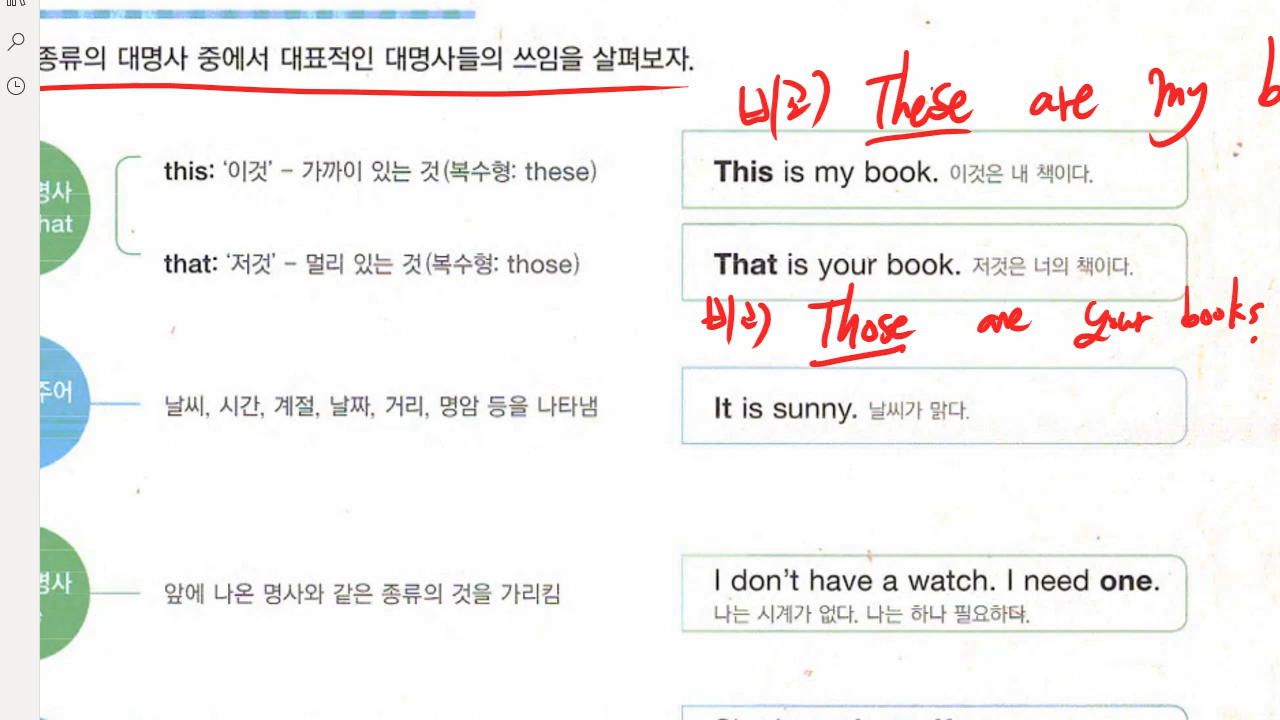 종류의 대명사 중에서 대표적인 대명사들의 쓰임을 살펴보자.
비교) These are my
this: '이것' – 가까이 있는 것(복수형: these)
This is my book. 이것은 내 책이다.
that: '저것' – 멀리 있는 것(복수형: those)
That is your book. 저것은 너의 책이다.
비교) Those are your books.
주어
날씨, 시간, 계절, 날짜, 거리, 명암 등을 나타냄
It is sunny. 날씨가 맑다.
앞에 나온 명사와 같은 종류의 것을 가리킴
I don't have a watch. I need one.
나는 시계가 없다. 나는 하나 필요하다.